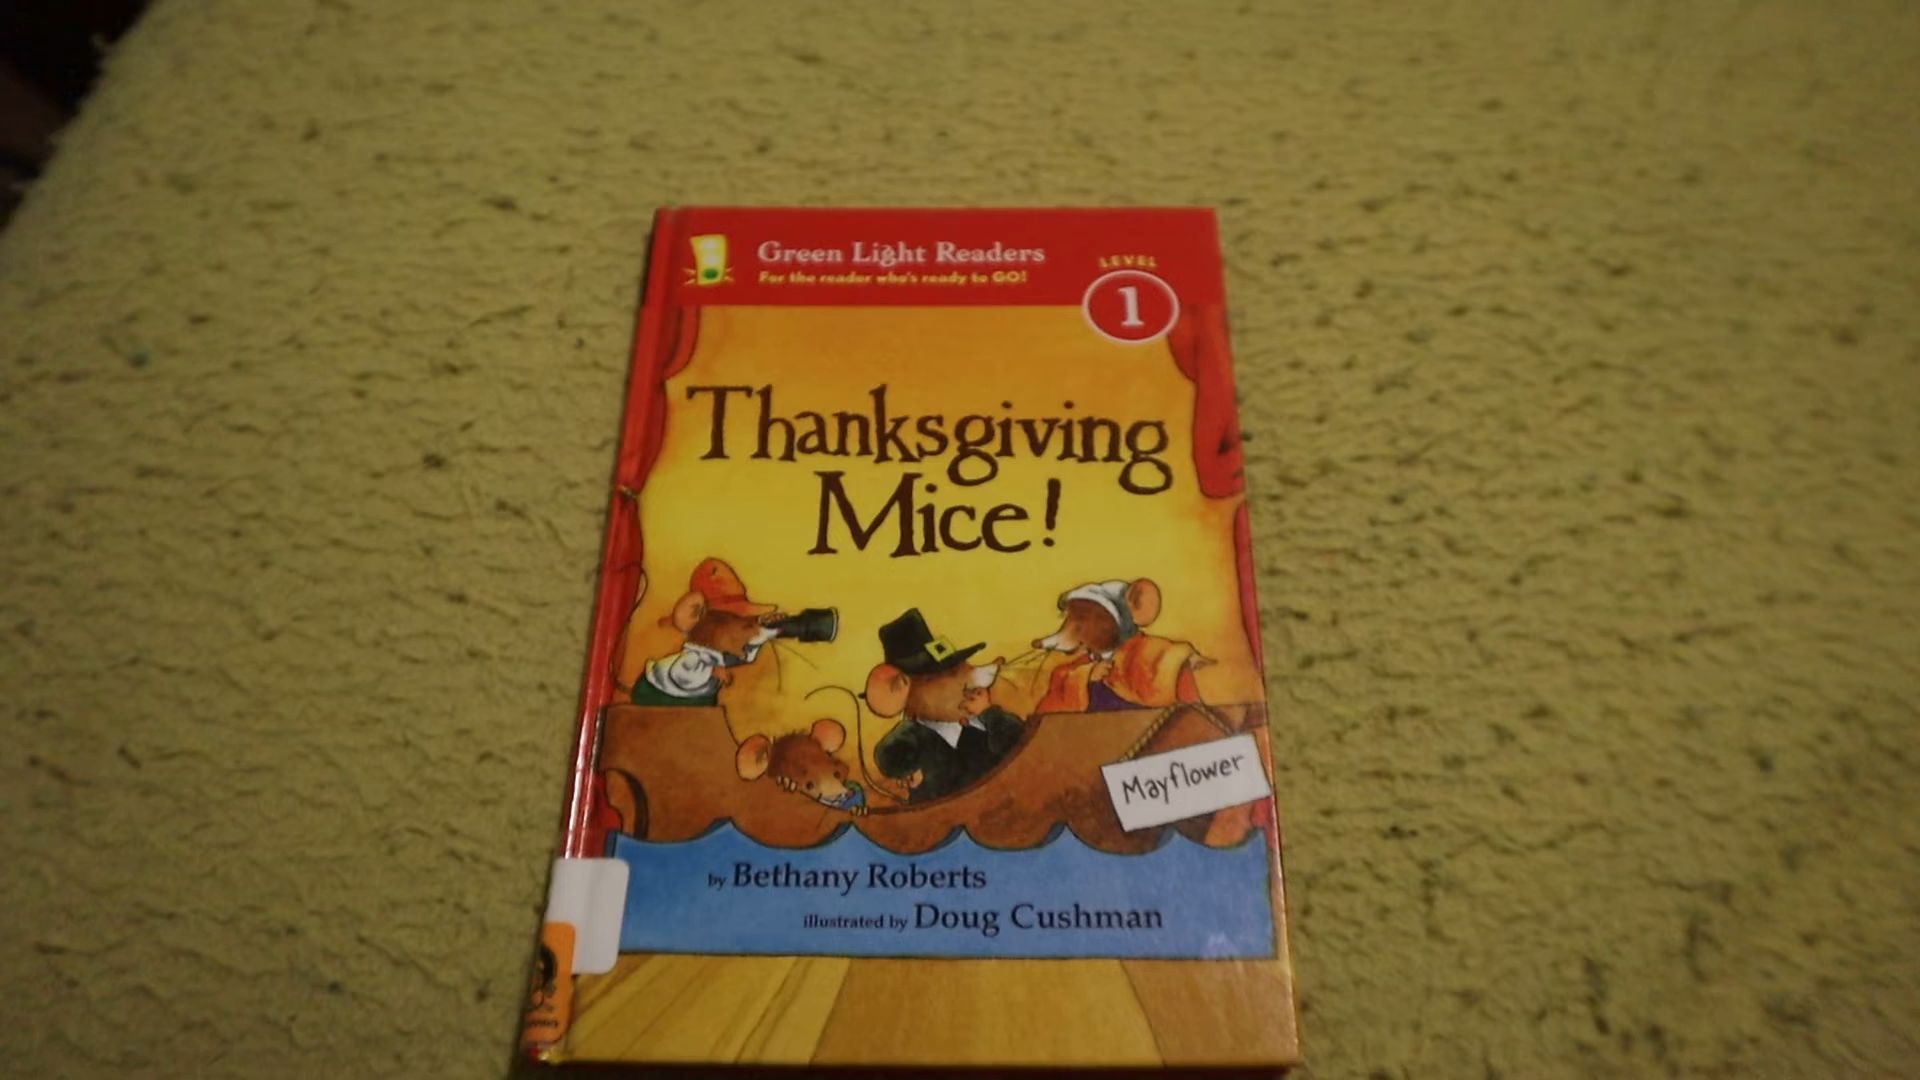 Green Light Readers
For the reader who's ready to GO!
LEVEL
1
Thanksgiving
Mice!
Mayflower
by Bethany Roberts
illustrated by Doug Cushman